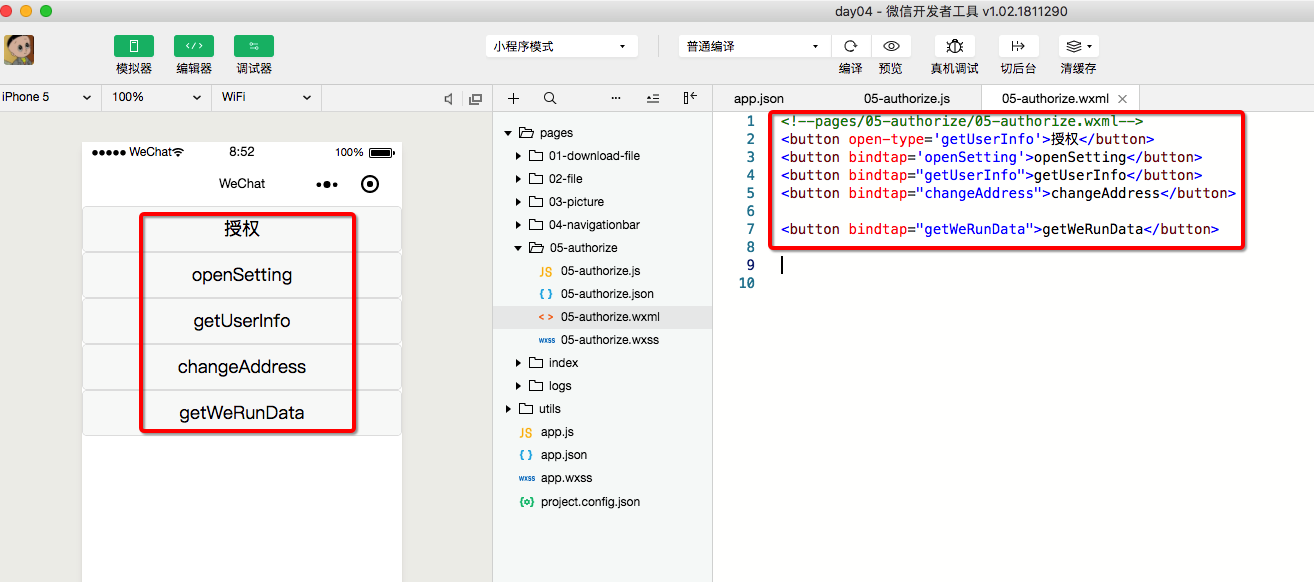 day04 - 微信开发者工具 v1.02.1811290
模拟器 编辑器 调试器
小程序模式
普通编译
编译 预览 真机调试 切后台 清缓存
iPhone 5 100% WiFi
WeChat 8:52 100%
WeChat
授权
openSetting
getUserInfo
changeAddress
getWeRunData
pages
01-download-file
02-file
03-picture
04-navigationbar
05-authorize
JS 05-authorize.js
{ } 05-authorize.json
< > 05-authorize.wxml
wxss 05-authorize.wxss
index
logs
utils
JS app.js
{ } app.json
wxss app.wxss
{o} project.config.json
app.json 05-authorize.js 05-authorize.wxml
1 <!--pages/05-authorize/05-authorize.wxml-->
2 <button open-type='getUserInfo'>授权</button>
3 <button bindtap='openSetting'>openSetting</button>
4 <button bindtap="getUserInfo">getUserInfo</button>
5 <button bindtap="changeAddress">changeAddress</button>
6
7 <button bindtap="getWeRunData">getWeRunData</button>
8
9
10